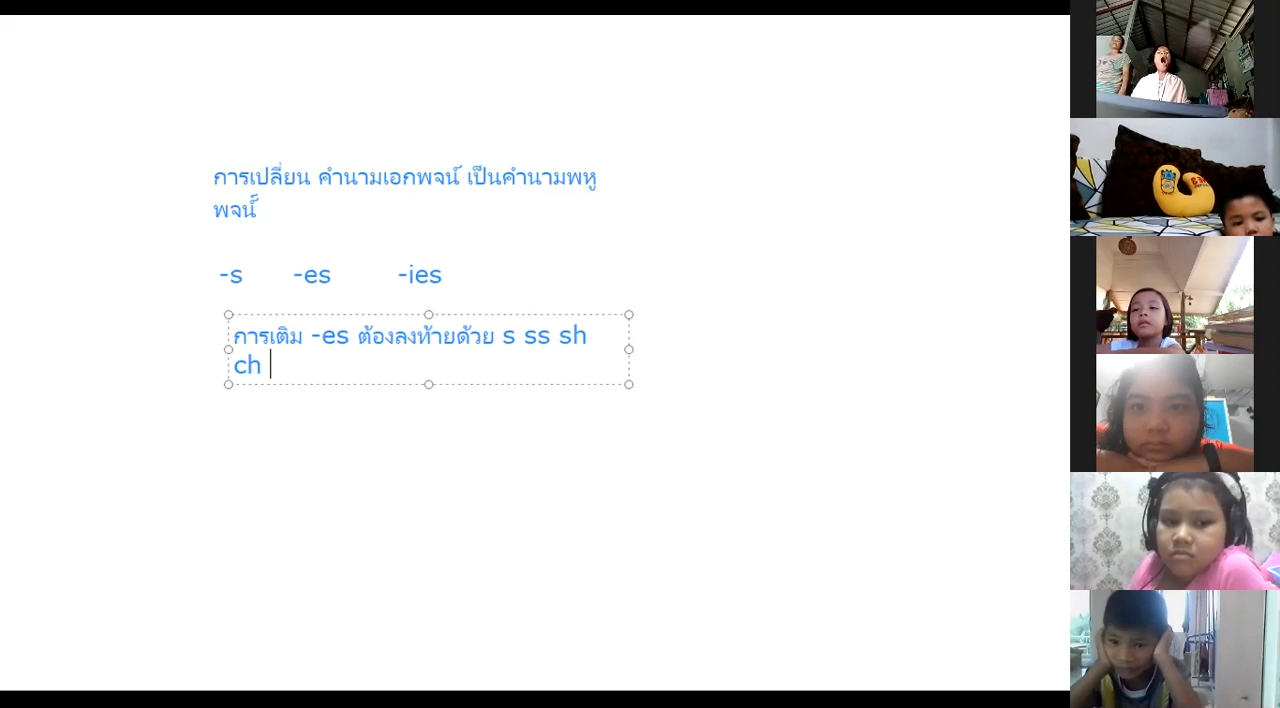 การเปลี่ยน คำนามเอกพจน์ เป็นคำนามพหู
พจน์ั้
-s -es -ies
การเติม -es ต้องลงท้ายด้วย s ss sh
ch